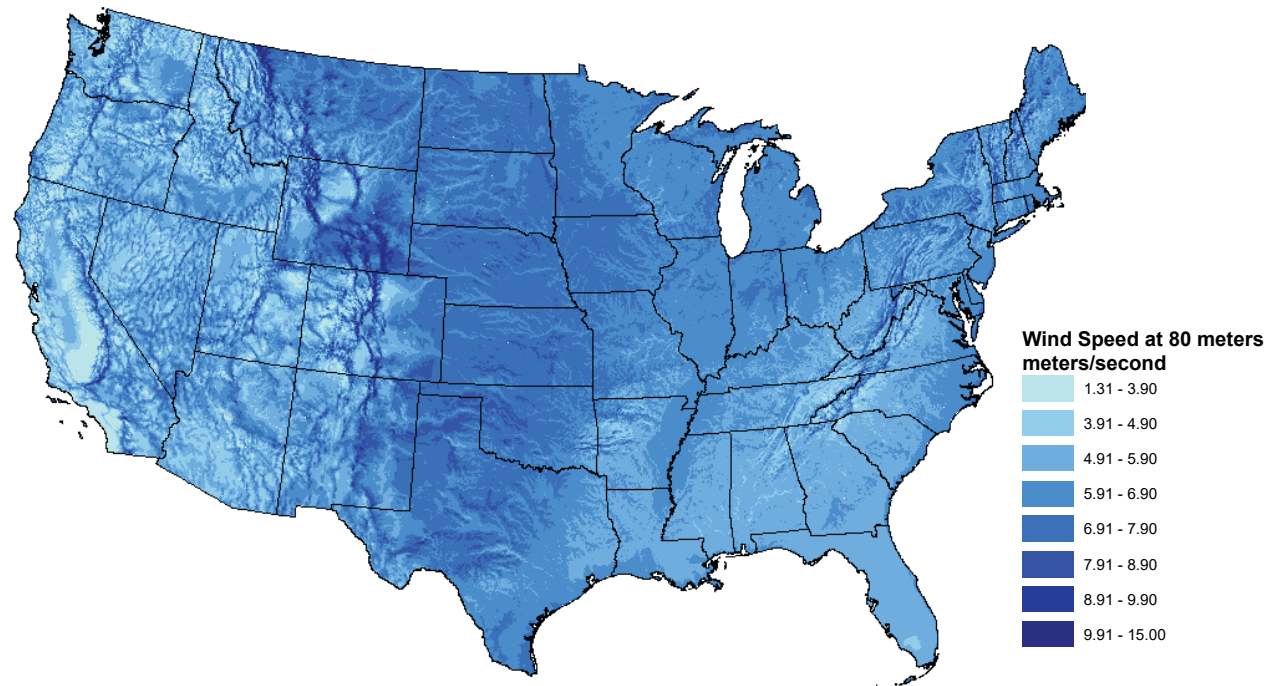 Wind Speed at 80 meters
meters/second
1.31 - 3.90
3.91 - 4.90
4.91 - 5.90
5.91 - 6.90
6.91 - 7.90
7.91 - 8.90
8.91 - 9.90
9.91 - 15.00